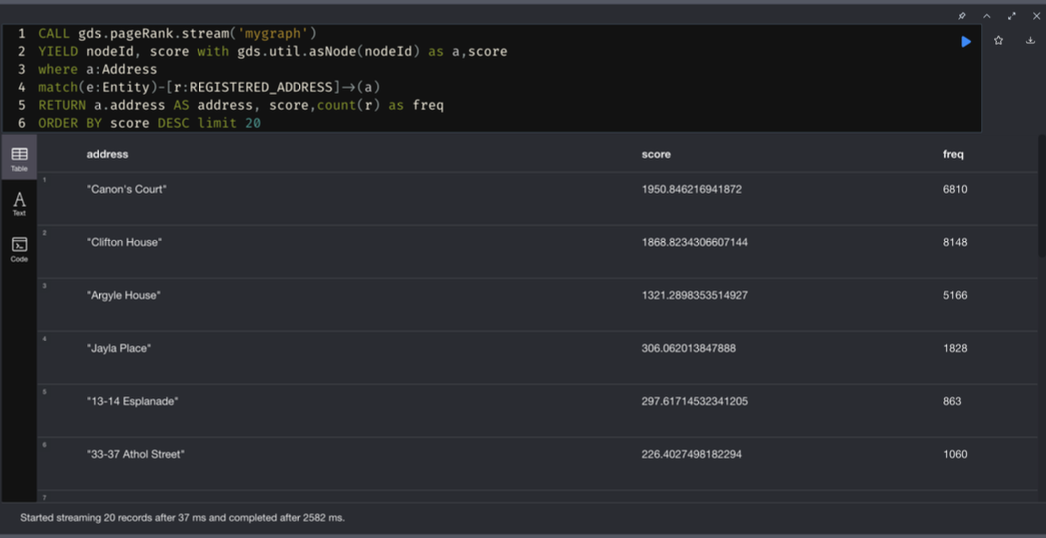 1 CALL gds.pageRank.stream('mygraph')
2 YIELD nodeId, score with gds.util.asNode(nodeId) as a,score
3 where a:Address
4 match(e:Entity)-[r:REGISTERED_ADDRESS]→(a)
5 RETURN a.address AS address, score,count(r) as freq
6 ORDER BY score DESC limit 20
Table
Text
Code
address score freq
1 "Canon's Court" 1950.846216941872 6810
2 "Clifton House" 1868.8234306607144 8148
3 "Argyle House" 1321.2898353514927 5166
4 "Jayla Place" 306.062013847888 1828
5 "13-14 Esplanade" 297.61714532341205 863
6 "33-37 Athol Street" 226.4027498182294 1060
7
Started streaming 20 records after 37 ms and completed after 2582 ms.